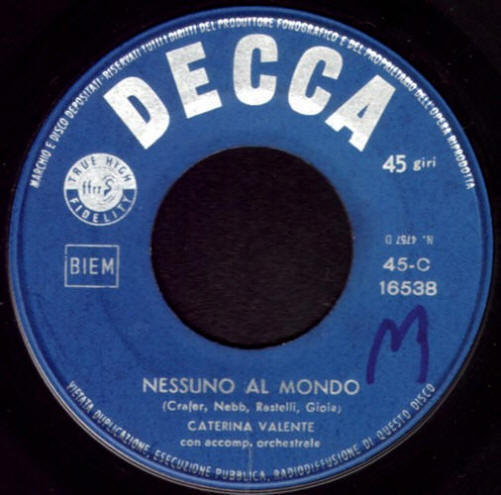 MARCHIO E DISCO DEPOSITATI - RISERVATI TUTTI I DIRITTI DEL PRODUTTORE FONOGRAFICO E DEL PROPRIETARIO DELL'OPERA RIPRODOTTA
DECCA
45 giri
TRUE HIGH
ffrr
FIDELITY
N. 4757 D
BIEM
45-C
16538
M
NESSUNO AL MONDO
(Crafer, Nebb, Rastelli, Gioia)
CATERINA VALENTE
con accomp. orchestrale
VIETATA DUPLICAZIONE, ESECUZIONE PUBBLICA, RADIODIFFUSIONE DI QUESTO DISCO